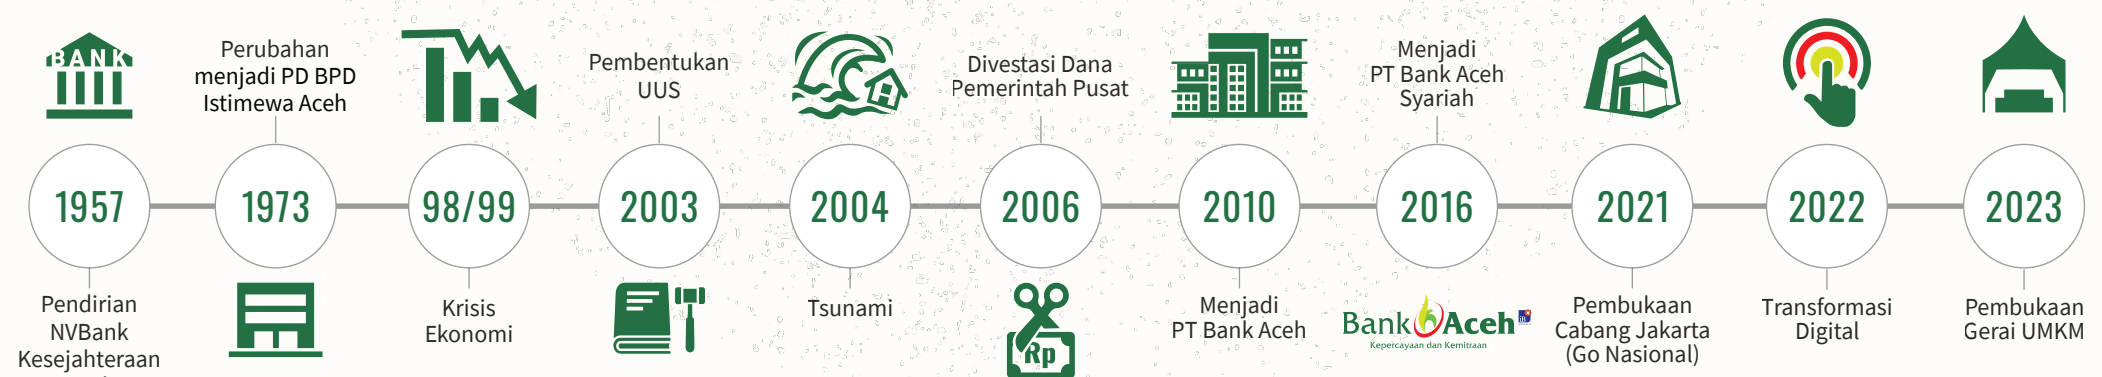 BANK
1957
Pendirian
NVBank
Kesejahteraan
Perubahan
menjadi PD BPD
Istimewa Aceh
1973
98/99
Krisis
Ekonomi
Pembentukan
UUS
2003
2004
Tsunami
Divestasi Dana
Pemerintah Pusat
2006
Rp
2010
Menjadi
PT Bank Aceh
Menjadi
PT Bank Aceh
Syariah
2016
Bank Aceh
Kepercayaan dan Kemitraan
2021
Pembukaan
Cabang Jakarta
(Go Nasional)
2022
Transformasi
Digital
2023
Pembukaan
Gerai UMKM